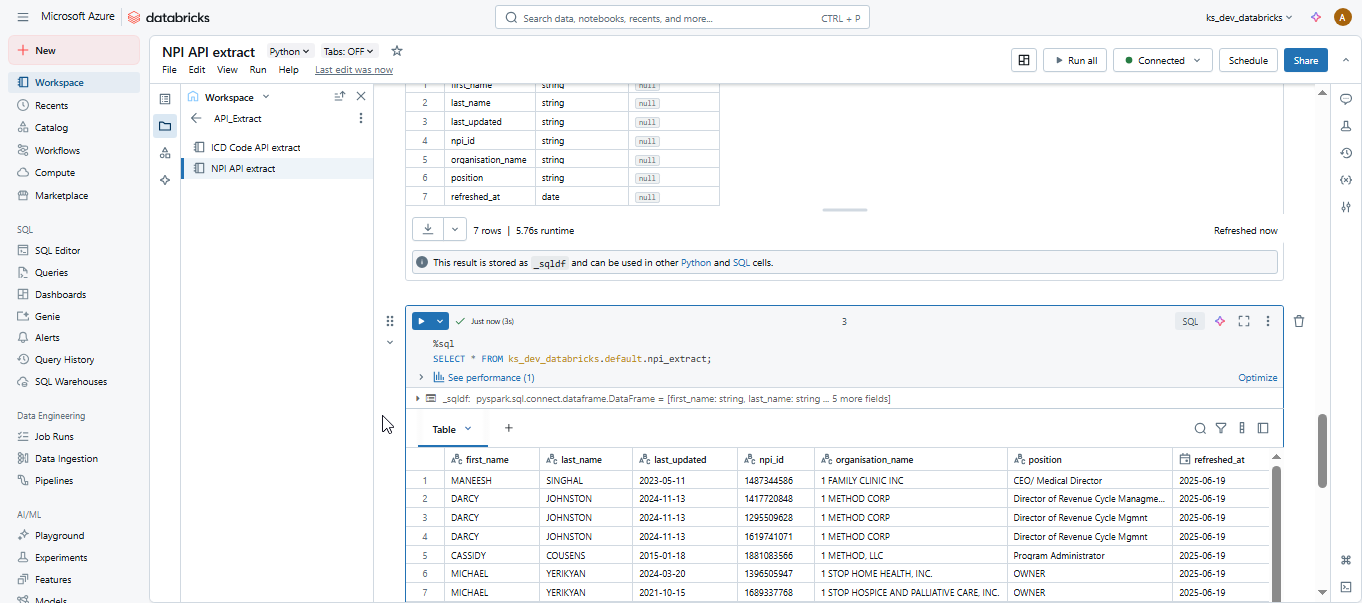 Microsoft Azure databricks
Search data, notebooks, recents, and more... CTRL + P
ks_dev_databricks
A
New
Workspace
Recents
Catalog
Workflows
Compute
Marketplace
SQL
SQL Editor
Queries
Dashboards
Genie
Alerts
Query History
SQL Warehouses
Data Engineering
Job Runs
Data Ingestion
Pipelines
AI/ML
Playground
Experiments
Features
Models
NPI API extract Python Tabs: OFF
File Edit View Run Help Last edit was now
Run all Connected Schedule Share
Workspace
API_Extract
ICD Code API extract
NPI API extract
1 first_name string null
2 last_name string null
3 last_updated string null
4 npi_id string null
5 organisation_name string null
6 position string null
7 refreshed_at date null
7 rows | 5.76s runtime Refreshed now
This result is stored as _sqldf and can be used in other Python and SQL cells.
Just now (3s) 3 SQL
%sql
SELECT * FROM ks_dev_databricks.default.npi_extract;
See performance (1) Optimize
_sqldf: pyspark.sql.connect.dataframe.DataFrame = [first_name: string, last_name: string ... 5 more fields]
Table +
first_name last_name last_updated npi_id organisation_name position refreshed_at
1 MANEESH SINGHAL 2023-05-11 1487344586 1 FAMILY CLINIC INC CEO/ Medical Director 2025-06-19
2 DARCY JOHNSTON 2024-11-13 1417720848 1 METHOD CORP Director of Revenue Cycle Managme... 2025-06-19
3 DARCY JOHNSTON 2024-11-13 1295509628 1 METHOD CORP Director of Revenue Cycle Mgmnt 2025-06-19
4 DARCY JOHNSTON 2024-11-13 1619741071 1 METHOD CORP Director of Revenue Cycle Mgmnt 2025-06-19
5 CASSIDY COUSENS 2015-01-18 1881083566 1 METHOD, LLC Program Administrator 2025-06-19
6 MICHAEL YERIKYAN 2024-03-20 1396505947 1 STOP HOME HEALTH, INC. OWNER 2025-06-19
7 MICHAEL YERIKYAN 2021-10-15 1689337768 1 STOP HOSPICE AND PALLIATIVE CARE, INC. OWNER 2025-06-19